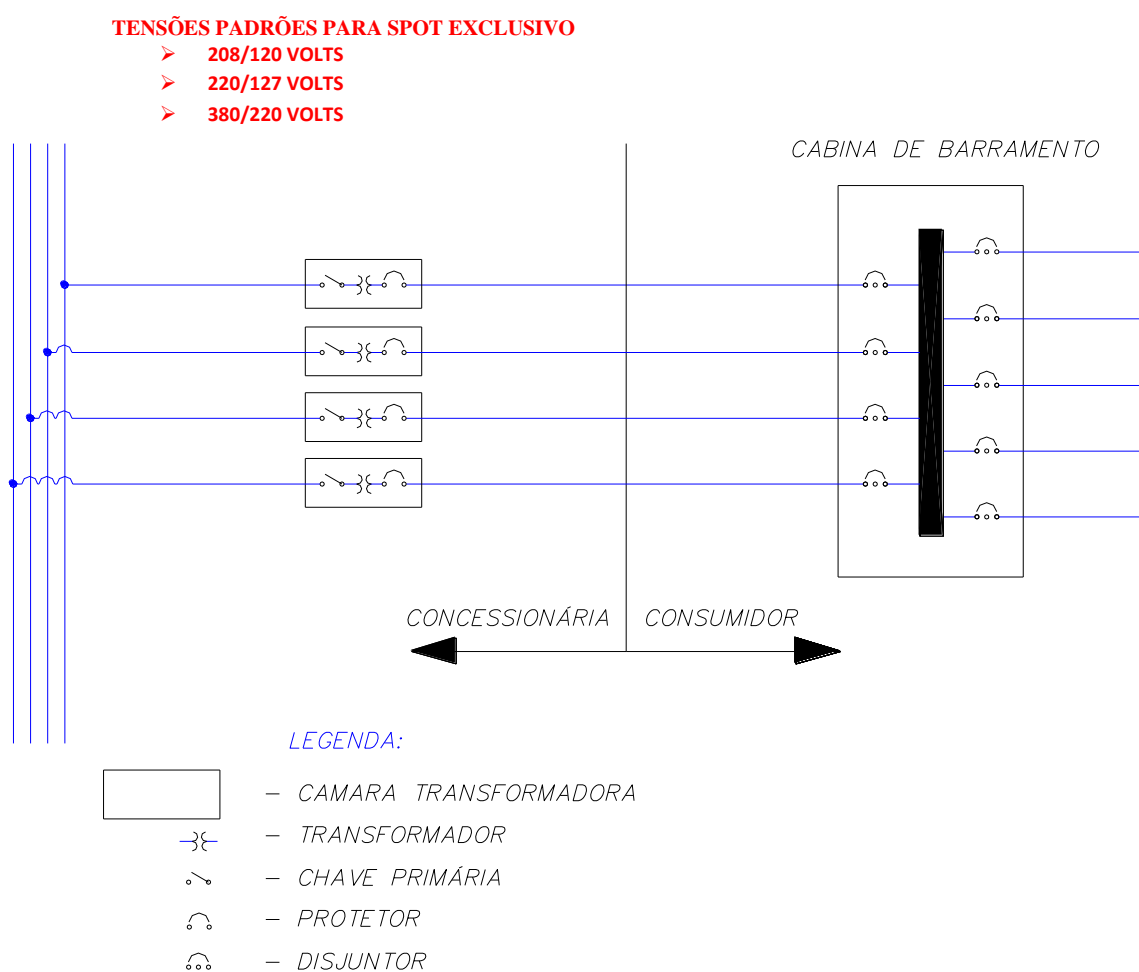 TENSÕES PADRÕES PARA SPOT EXCLUSIVO
➢ 208/120 VOLTS
➢ 220/127 VOLTS
➢ 380/220 VOLTS
CABINA DE BARRAMENTO
CONCESSIONÁRIA
CONSUMIDOR
LEGENDA:
– CAMARA TRANSFORMADORA
– TRANSFORMADOR
– CHAVE PRIMÁRIA
– PROTETOR
– DISJUNTOR